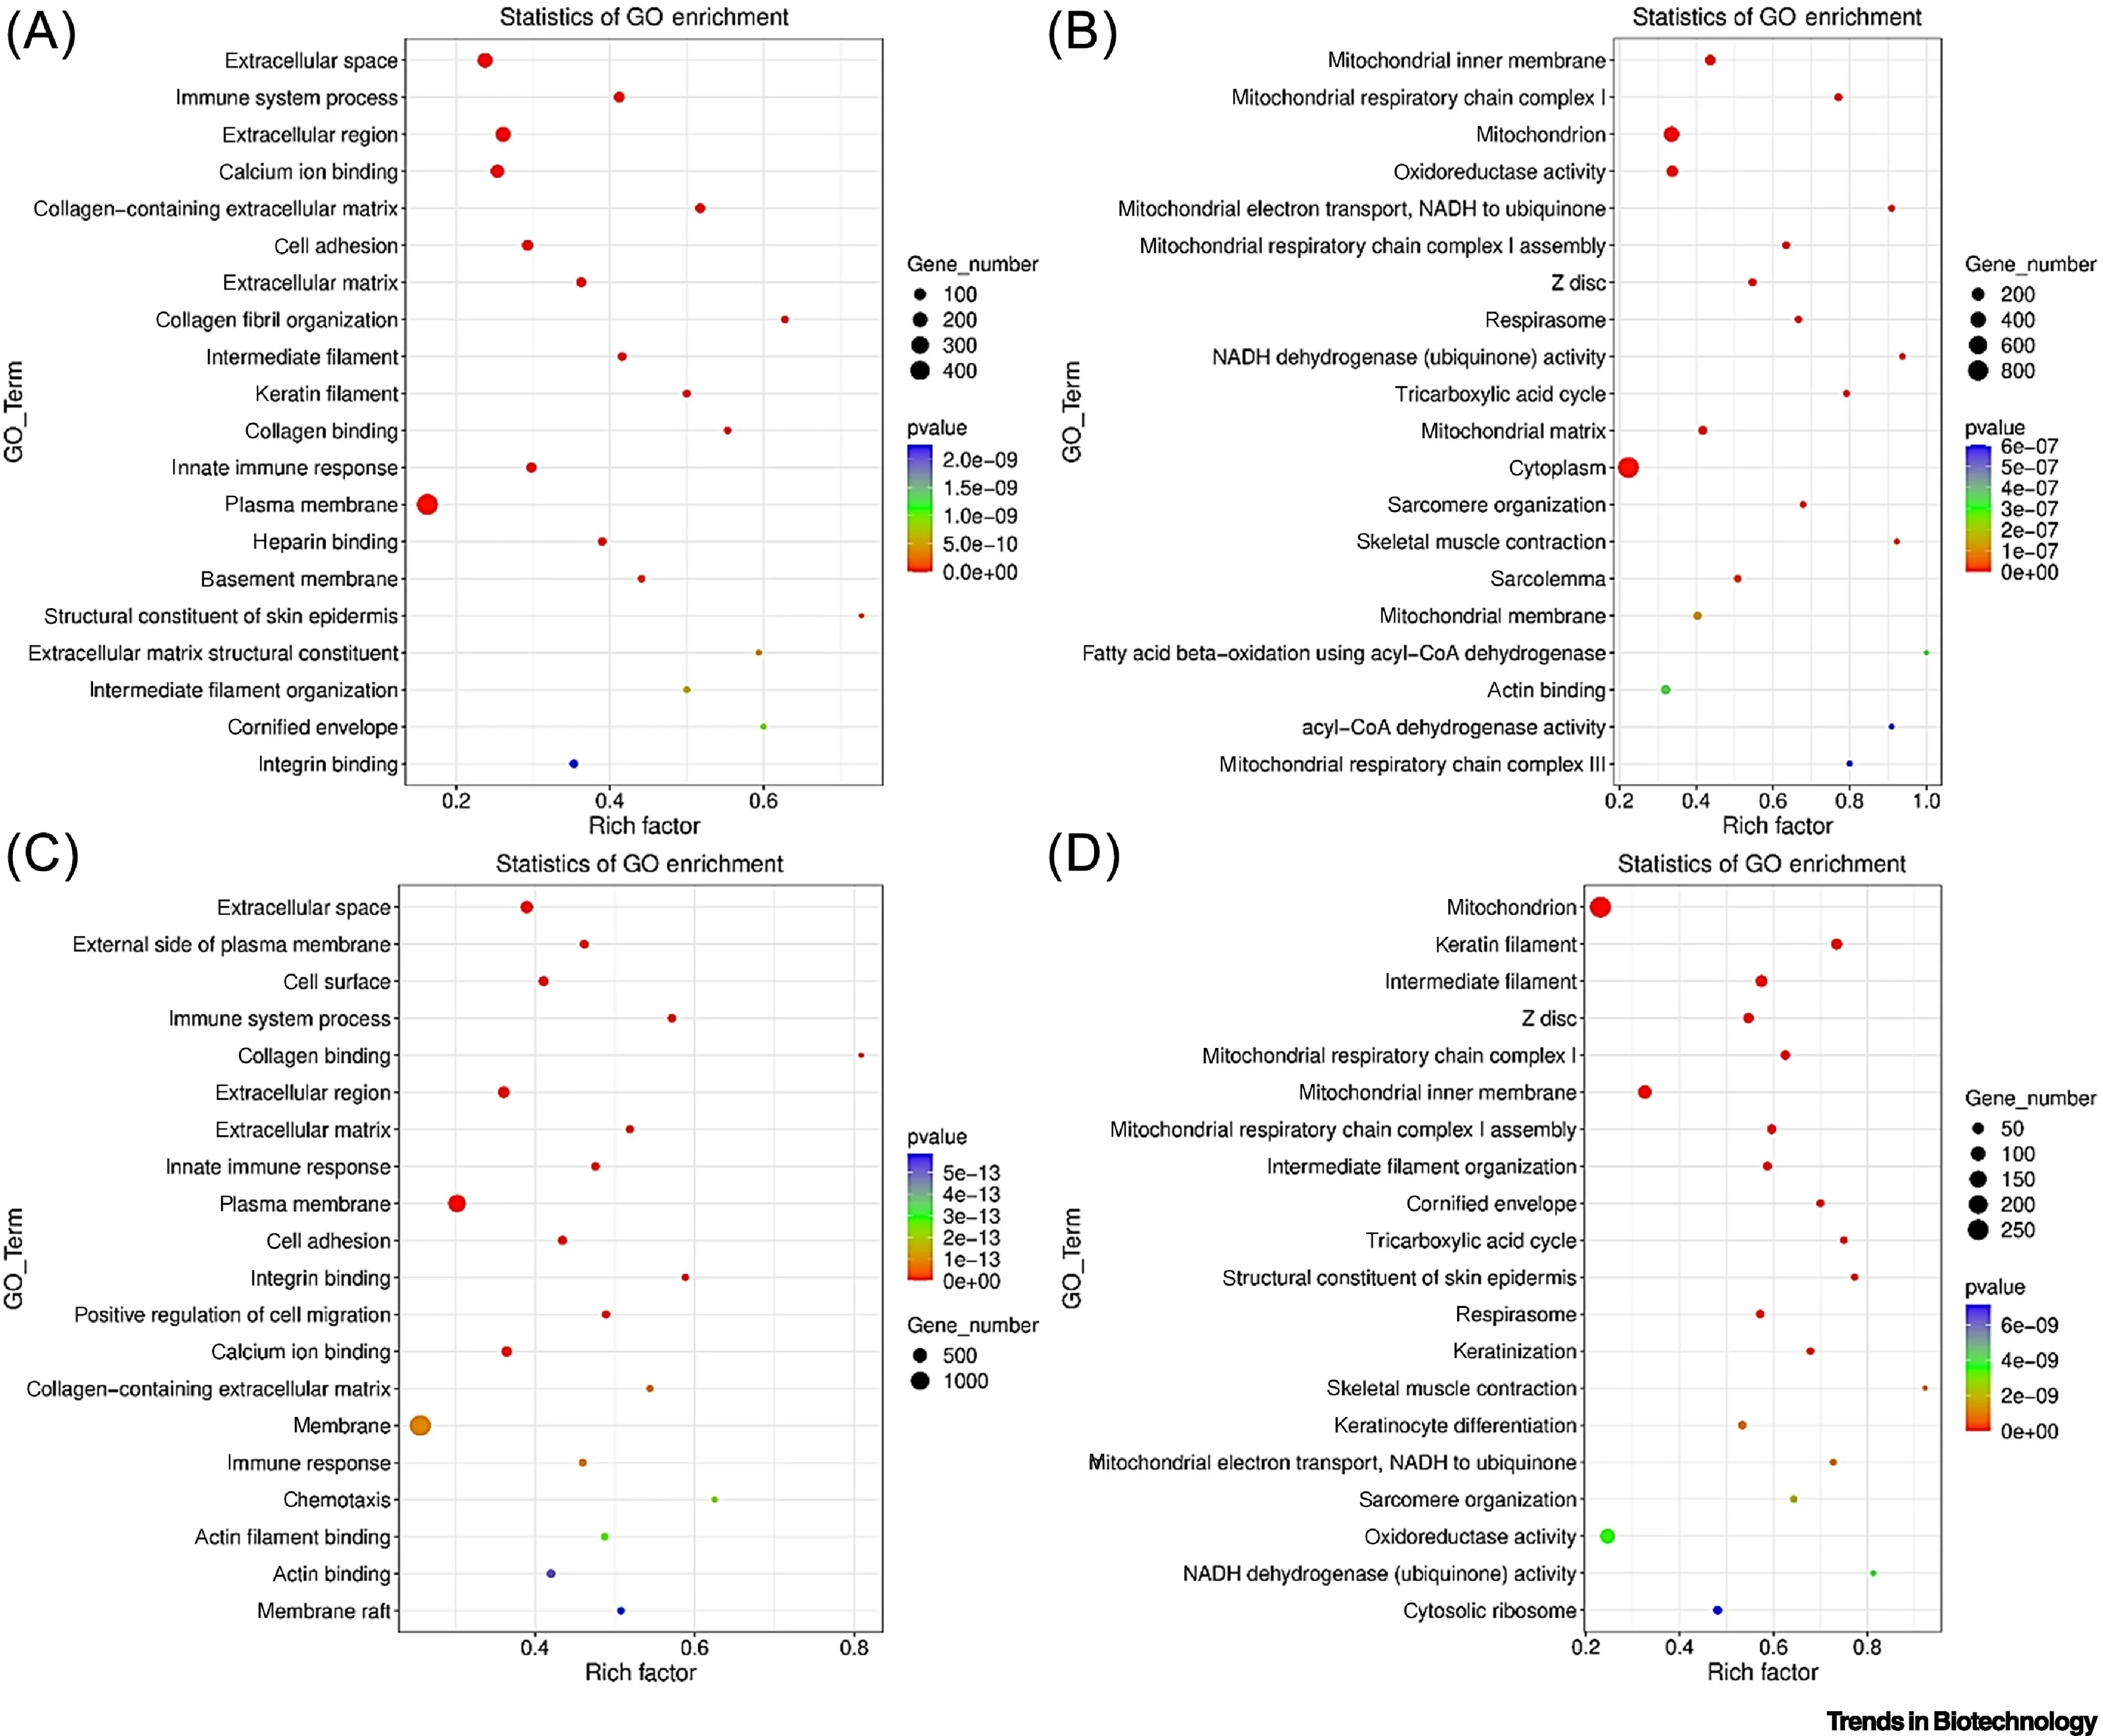 (A)
Statistics of GO enrichment
Extracellular space
Immune system process
Extracellular region
Calcium ion binding
Collagen−containing extracellular matrix
Cell adhesion
Extracellular matrix
Collagen fibril organization
Intermediate filament
Keratin filament
Collagen binding
Innate immune response
Plasma membrane
Heparin binding
Basement membrane
Structural constituent of skin epidermis
Extracellular matrix structural constituent
Intermediate filament organization
Cornified envelope
Integrin binding
GO_Term
0.2 0.4 0.6
Rich factor
Gene_number
100
200
300
400
pvalue
2.0e−09
1.5e−09
1.0e−09
5.0e−10
0.0e+00
(B)
Statistics of GO enrichment
Mitochondrial inner membrane
Mitochondrial respiratory chain complex I
Mitochondrion
Oxidoreductase activity
Mitochondrial electron transport, NADH to ubiquinone
Mitochondrial respiratory chain complex I assembly
Z disc
Respirasome
NADH dehydrogenase (ubiquinone) activity
Tricarboxylic acid cycle
Mitochondrial matrix
Cytoplasm
Sarcomere organization
Skeletal muscle contraction
Sarcolemma
Mitochondrial membrane
Fatty acid beta−oxidation using acyl−CoA dehydrogenase
Actin binding
acyl−CoA dehydrogenase activity
Mitochondrial respiratory chain complex III
GO_Term
0.2 0.4 0.6 0.8 1.0
Rich factor
Gene_number
200
400
600
800
pvalue
6e−07
5e−07
4e−07
3e−07
2e−07
1e−07
0e+00
(C)
Statistics of GO enrichment
Extracellular space
External side of plasma membrane
Cell surface
Immune system process
Collagen binding
Extracellular region
Extracellular matrix
Innate immune response
Plasma membrane
Cell adhesion
Integrin binding
Positive regulation of cell migration
Calcium ion binding
Collagen−containing extracellular matrix
Membrane
Immune response
Chemotaxis
Actin filament binding
Actin binding
Membrane raft
GO_Term
0.4 0.6 0.8
Rich factor
pvalue
5e−13
4e−13
3e−13
2e−13
1e−13
0e+00
Gene_number
500
1000
(D)
Statistics of GO enrichment
Mitochondrion
Keratin filament
Intermediate filament
Z disc
Mitochondrial respiratory chain complex I
Mitochondrial inner membrane
Mitochondrial respiratory chain complex I assembly
Intermediate filament organization
Cornified envelope
Tricarboxylic acid cycle
Structural constituent of skin epidermis
Respirasome
Keratinization
Skeletal muscle contraction
Keratinocyte differentiation
Mitochondrial electron transport, NADH to ubiquinone
Sarcomere organization
Oxidoreductase activity
NADH dehydrogenase (ubiquinone) activity
Cytosolic ribosome
GO_Term
0.2 0.4 0.6 0.8
Rich factor
Gene_number
50
100
150
200
250
pvalue
6e−09
4e−09
2e−09
0e+00
Trends in Biotechnology